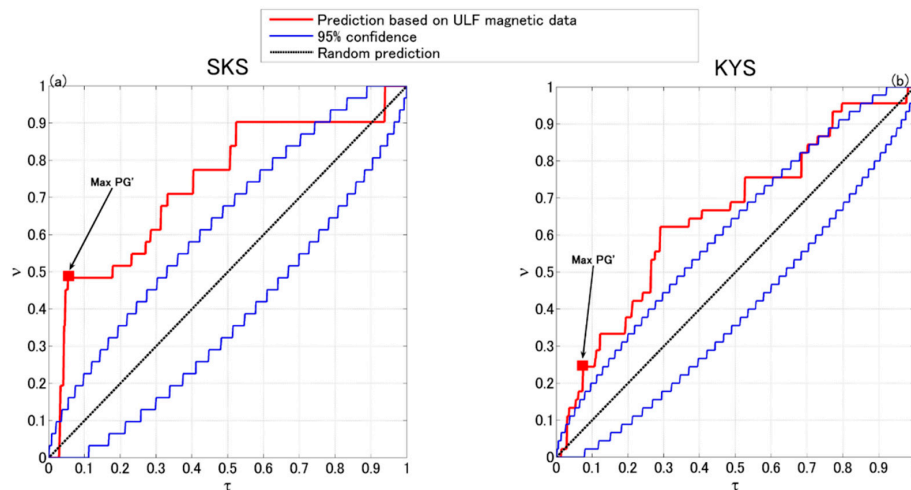 Prediction based on ULF magnetic data
95% confidence
Random prediction
SKS
KYS
(a)
(b)
1
0.9
0.8
0.7
0.6
0.5
0.4
0.3
0.2
0.1
0
ν
Max PG'
0 0.1 0.2 0.3 0.4 0.5 0.6 0.7 0.8 0.9 1
τ
1
0.9
0.8
0.7
0.6
0.5
0.4
0.3
0.2
0.1
0
ν
Max PG'
0.1 0.2 0.3 0.4 0.5 0.6 0.7 0.8 0.9 1
τ